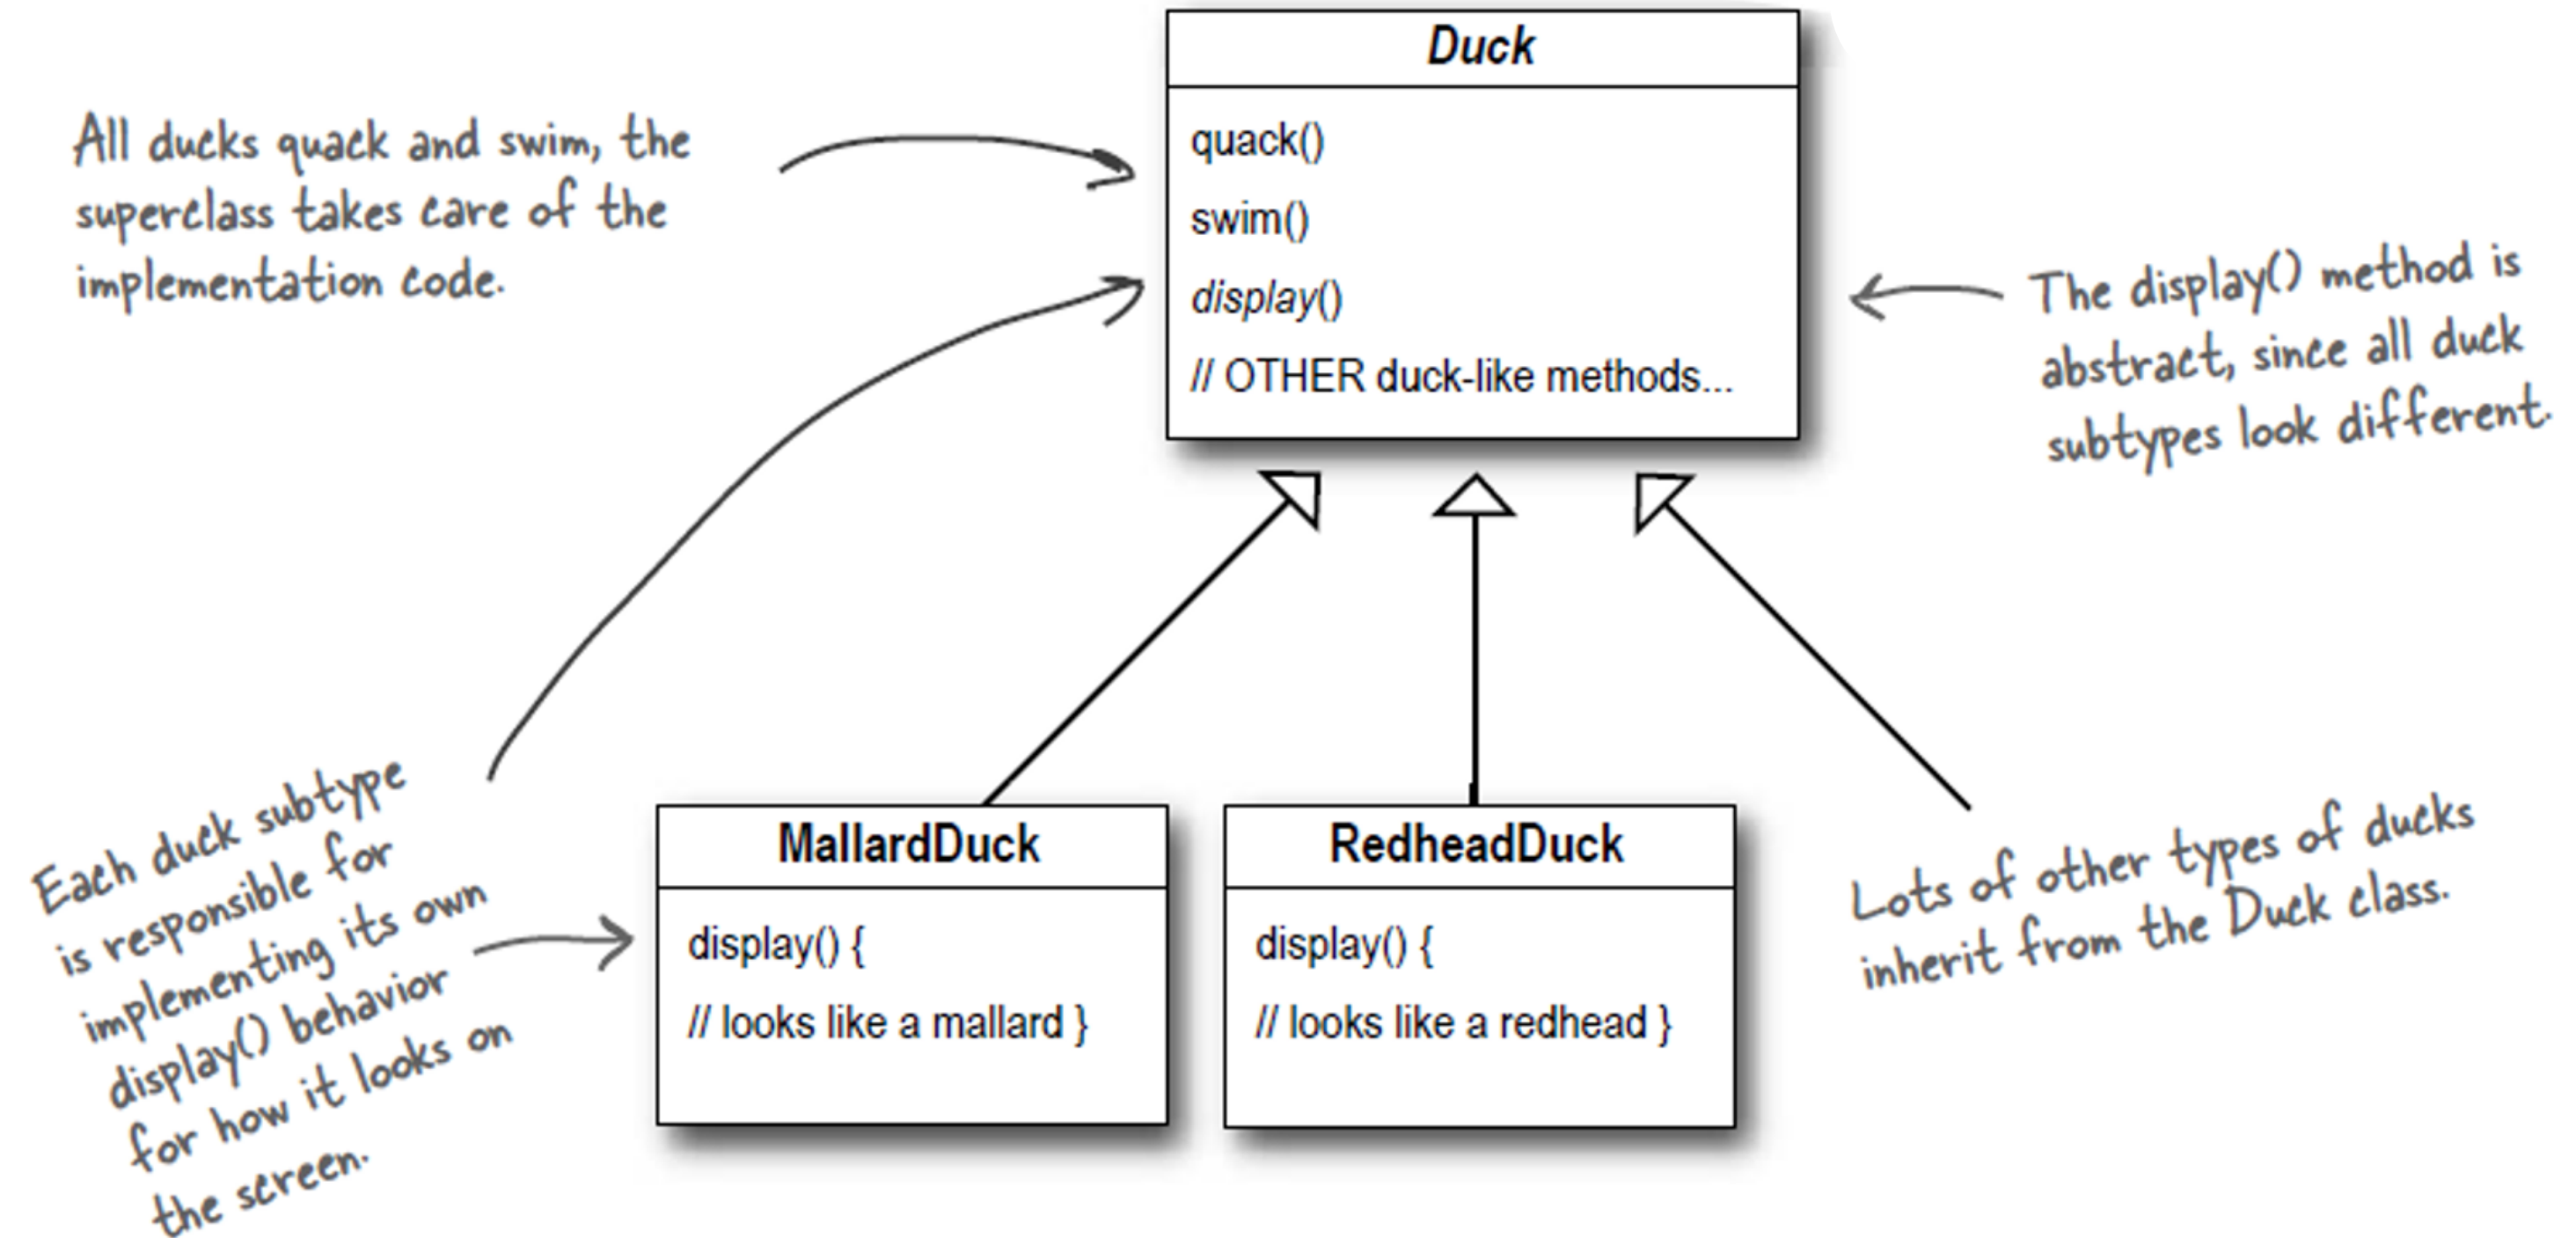 Duck
quack()
swim()
display()
// OTHER duck-like methods...
All ducks quack and swim, the
superclass takes care of the
implementation code.
The display() method is
abstract, since all duck
subtypes look different.
Each duck subtype
is responsible for
implementing its own
display() behavior
for how it looks on
the screen.
MallardDuck
display() {
// looks like a mallard }
RedheadDuck
display() {
// looks like a redhead }
Lots of other types of ducks
inherit from the Duck class.